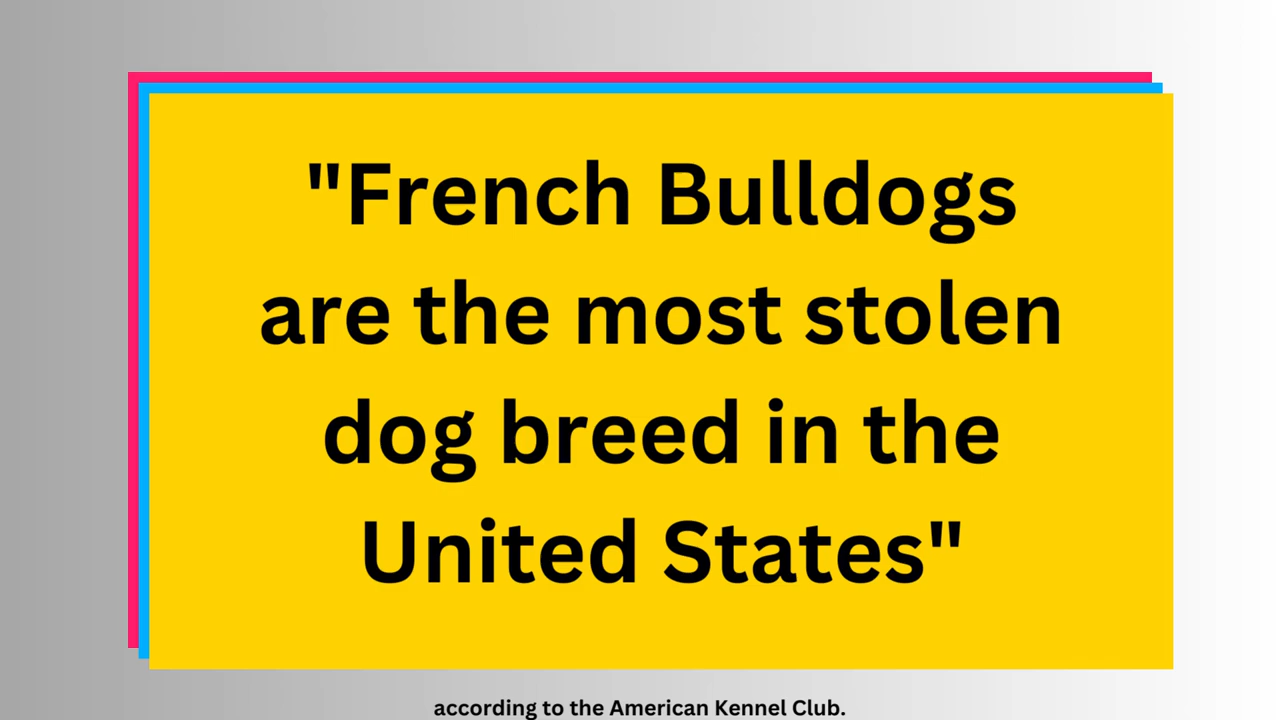 "French Bulldogs
are the most stolen
dog breed in the
United States"
according to the American Kennel Club.